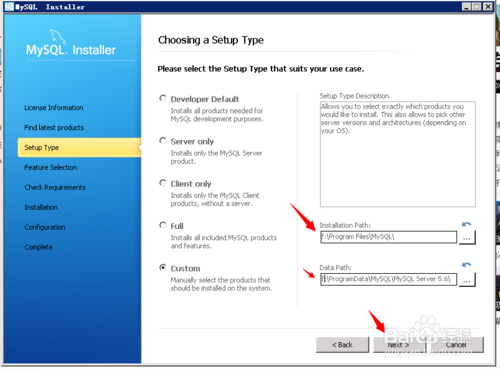 MySQL Installer
MySQL Installer
License Information
Find latest products
Setup Type
Feature Selection
Check Requirements
Installation
Configuration
Complete
Choosing a Setup Type
Please select the Setup Type that suits your use case.
Developer Default
Installs all products needed for
MySQL development purposes.
Server only
Installs only the MySQL Server
product.
Client only
Installs only the MySQL Client
products, without a server.
Full
Installs all included MySQL products
and features.
Custom
Manually select the products that
should be installed on the system.
Setup Type Description
Allows you to select exactly which products you
would like to install. This also allows to pick
other server versions and architectures (depending
on your OS).
Installation Path:
f:\Program Files\MySQL\
...
Data Path:
:\ProgramData\MySQL\MySQL Server 5.6\
...
< Back
Next >
Cancel
Baidu 经验
jingyan.baidu.com